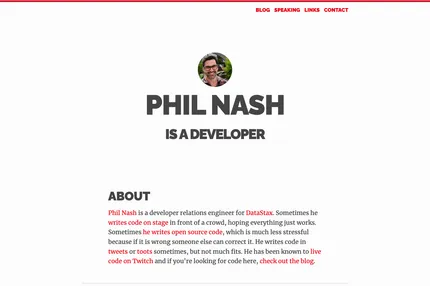 BLOG SPEAKING LINKS CONTACT
PHIL NASH
IS A DEVELOPER
ABOUT
Phil Nash is a developer relations engineer for DataStax. Sometimes he
writes code on stage in front of a crowd, hoping everything just works.
Sometimes he writes open source code, which is much less stressful
because if it is wrong someone else can correct it. He writes code in
tweets or toots sometimes, but not much fits. He has been known to live
code on Twitch and if you're looking for code here, check out the blog.